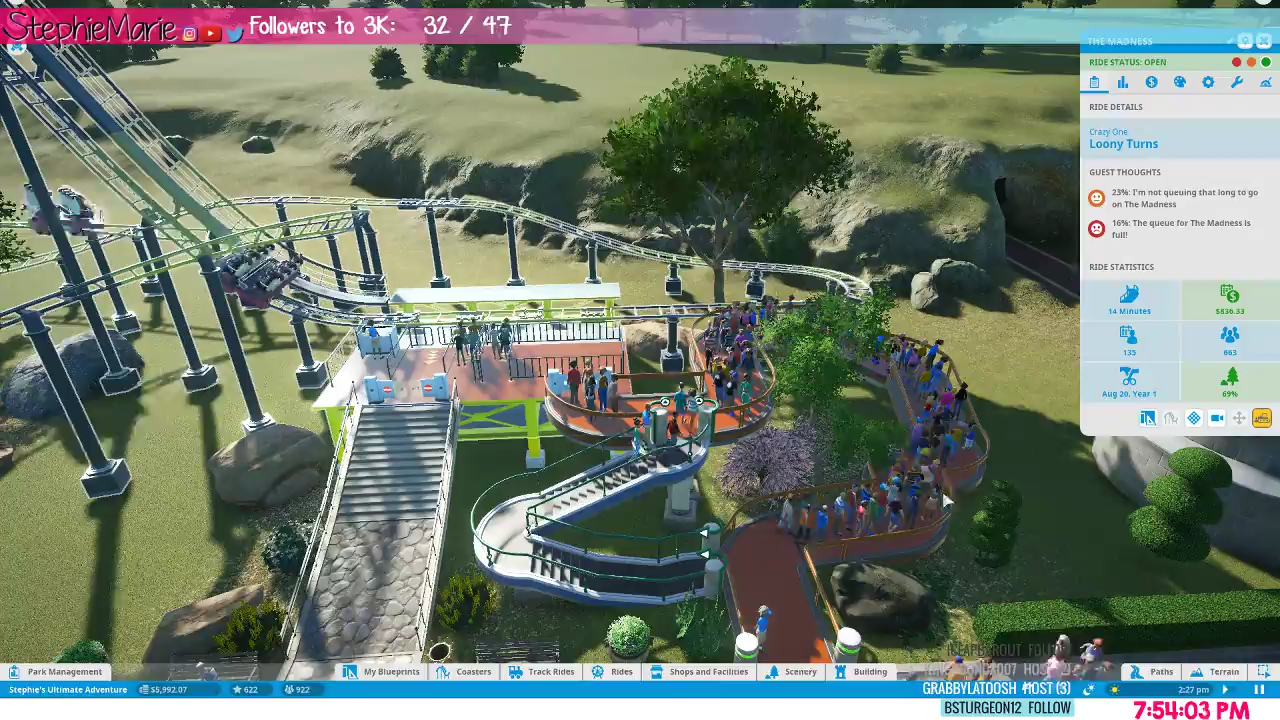 StephieMarie
Followers to 3K: 32 / 47
THE MADNESS
RIDE STATUS: OPEN
RIDE DETAILS
Crazy One
Loony Turns
GUEST THOUGHTS
23%: I'm not queuing that long to go
on The Madness
16%: The queue for The Madness is
full!
RIDE STATISTICS
14 Minutes
$836.33
135
663
Aug 20, Year 1
69%
Park Management
My Blueprints
Coasters
Track Rides
Rides
Shops and Facilities
Scenery
Building
Paths
Terrain
Stephie's Ultimate Adventure
$5,992.07
622
922
GRABBYLATOOSH HOST (3)
2:27 pm
BSTURGEON12 FOLLOW
7:54:03 PM